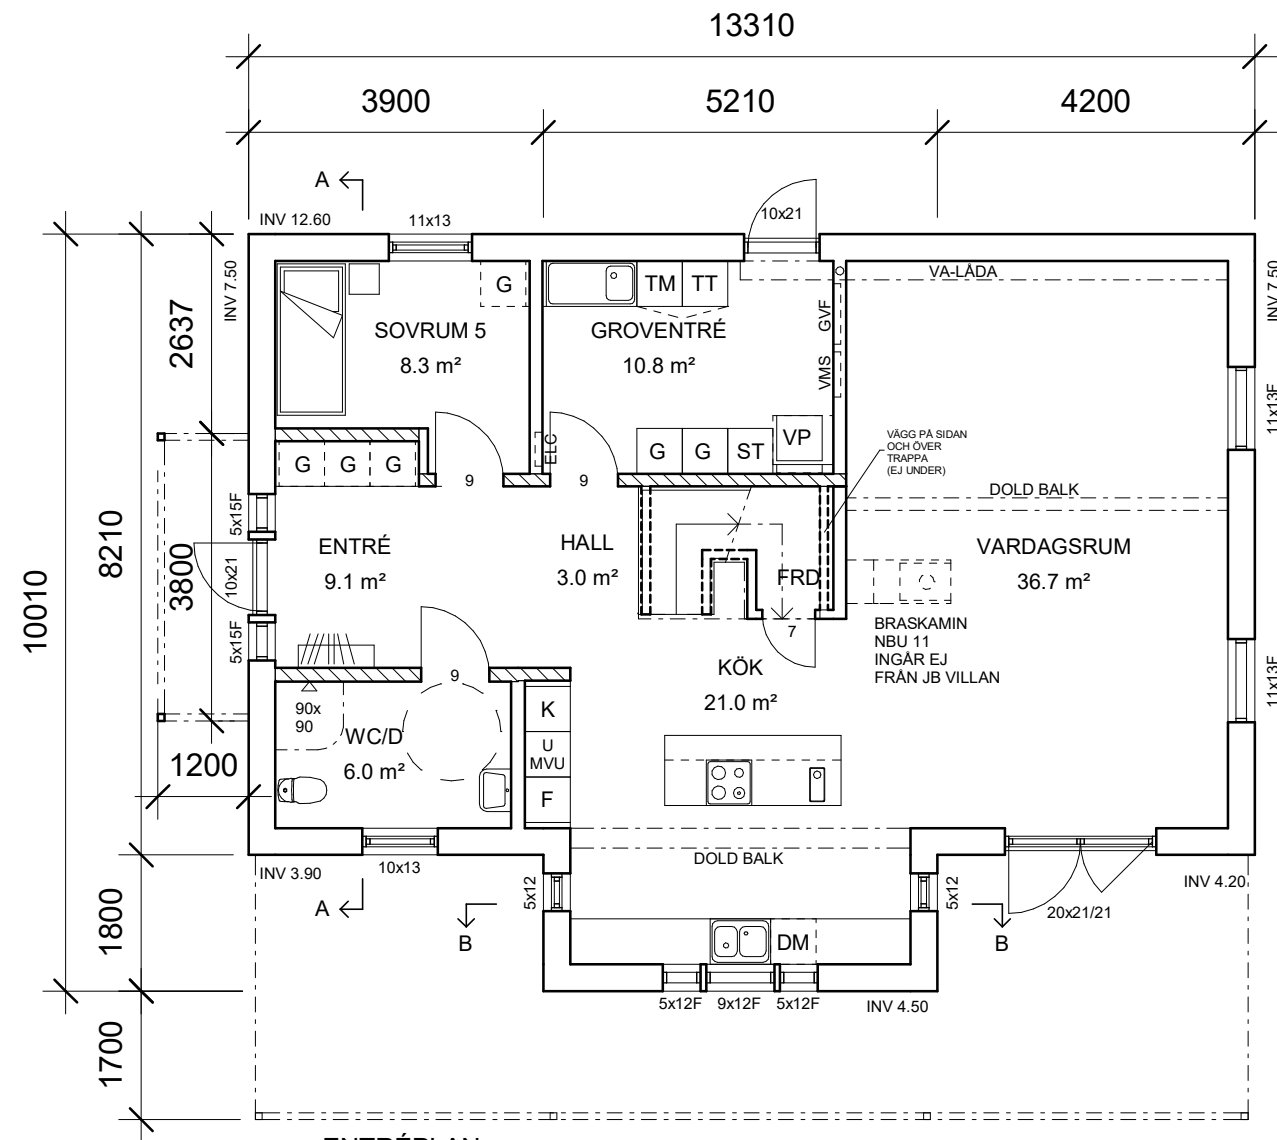 13310
3900
5210
4200
A
INV 12.60
11x13
10x21
INV 7.50
INV 7.50
VA-LÅDA
G
TM
TT
SOVRUM 5
8.3 m²
GROVENTRÉ
10.8 m²
GVF
VMS
2637
11x13F
ELC
G
G
ST
VP
VÄGG PÅ SIDAN
OCH ÖVER
TRAPPA
(EJ UNDER)
G
G
G
9
9
DOLD BALK
5x15F
8210
ENTRÉ
9.1 m²
HALL
3.0 m²
VARDAGSRUM
36.7 m²
FRD
10x21
3800
10010
5x15F
7
BRASKAMIN
NBU 11
INGÅR EJ
FRÅN JB VILLAN
9
KÖK
21.0 m²
11x13F
90x
90
K
U
MVU
F
WC/D
6.0 m²
1200
DOLD BALK
INV 3.90
10x13
INV 4.20
A
B
5x12
5x12
B
20x21/21
1800
DM
5x12F
9x12F
5x12F
INV 4.50
1700
ENTRÉPLAN